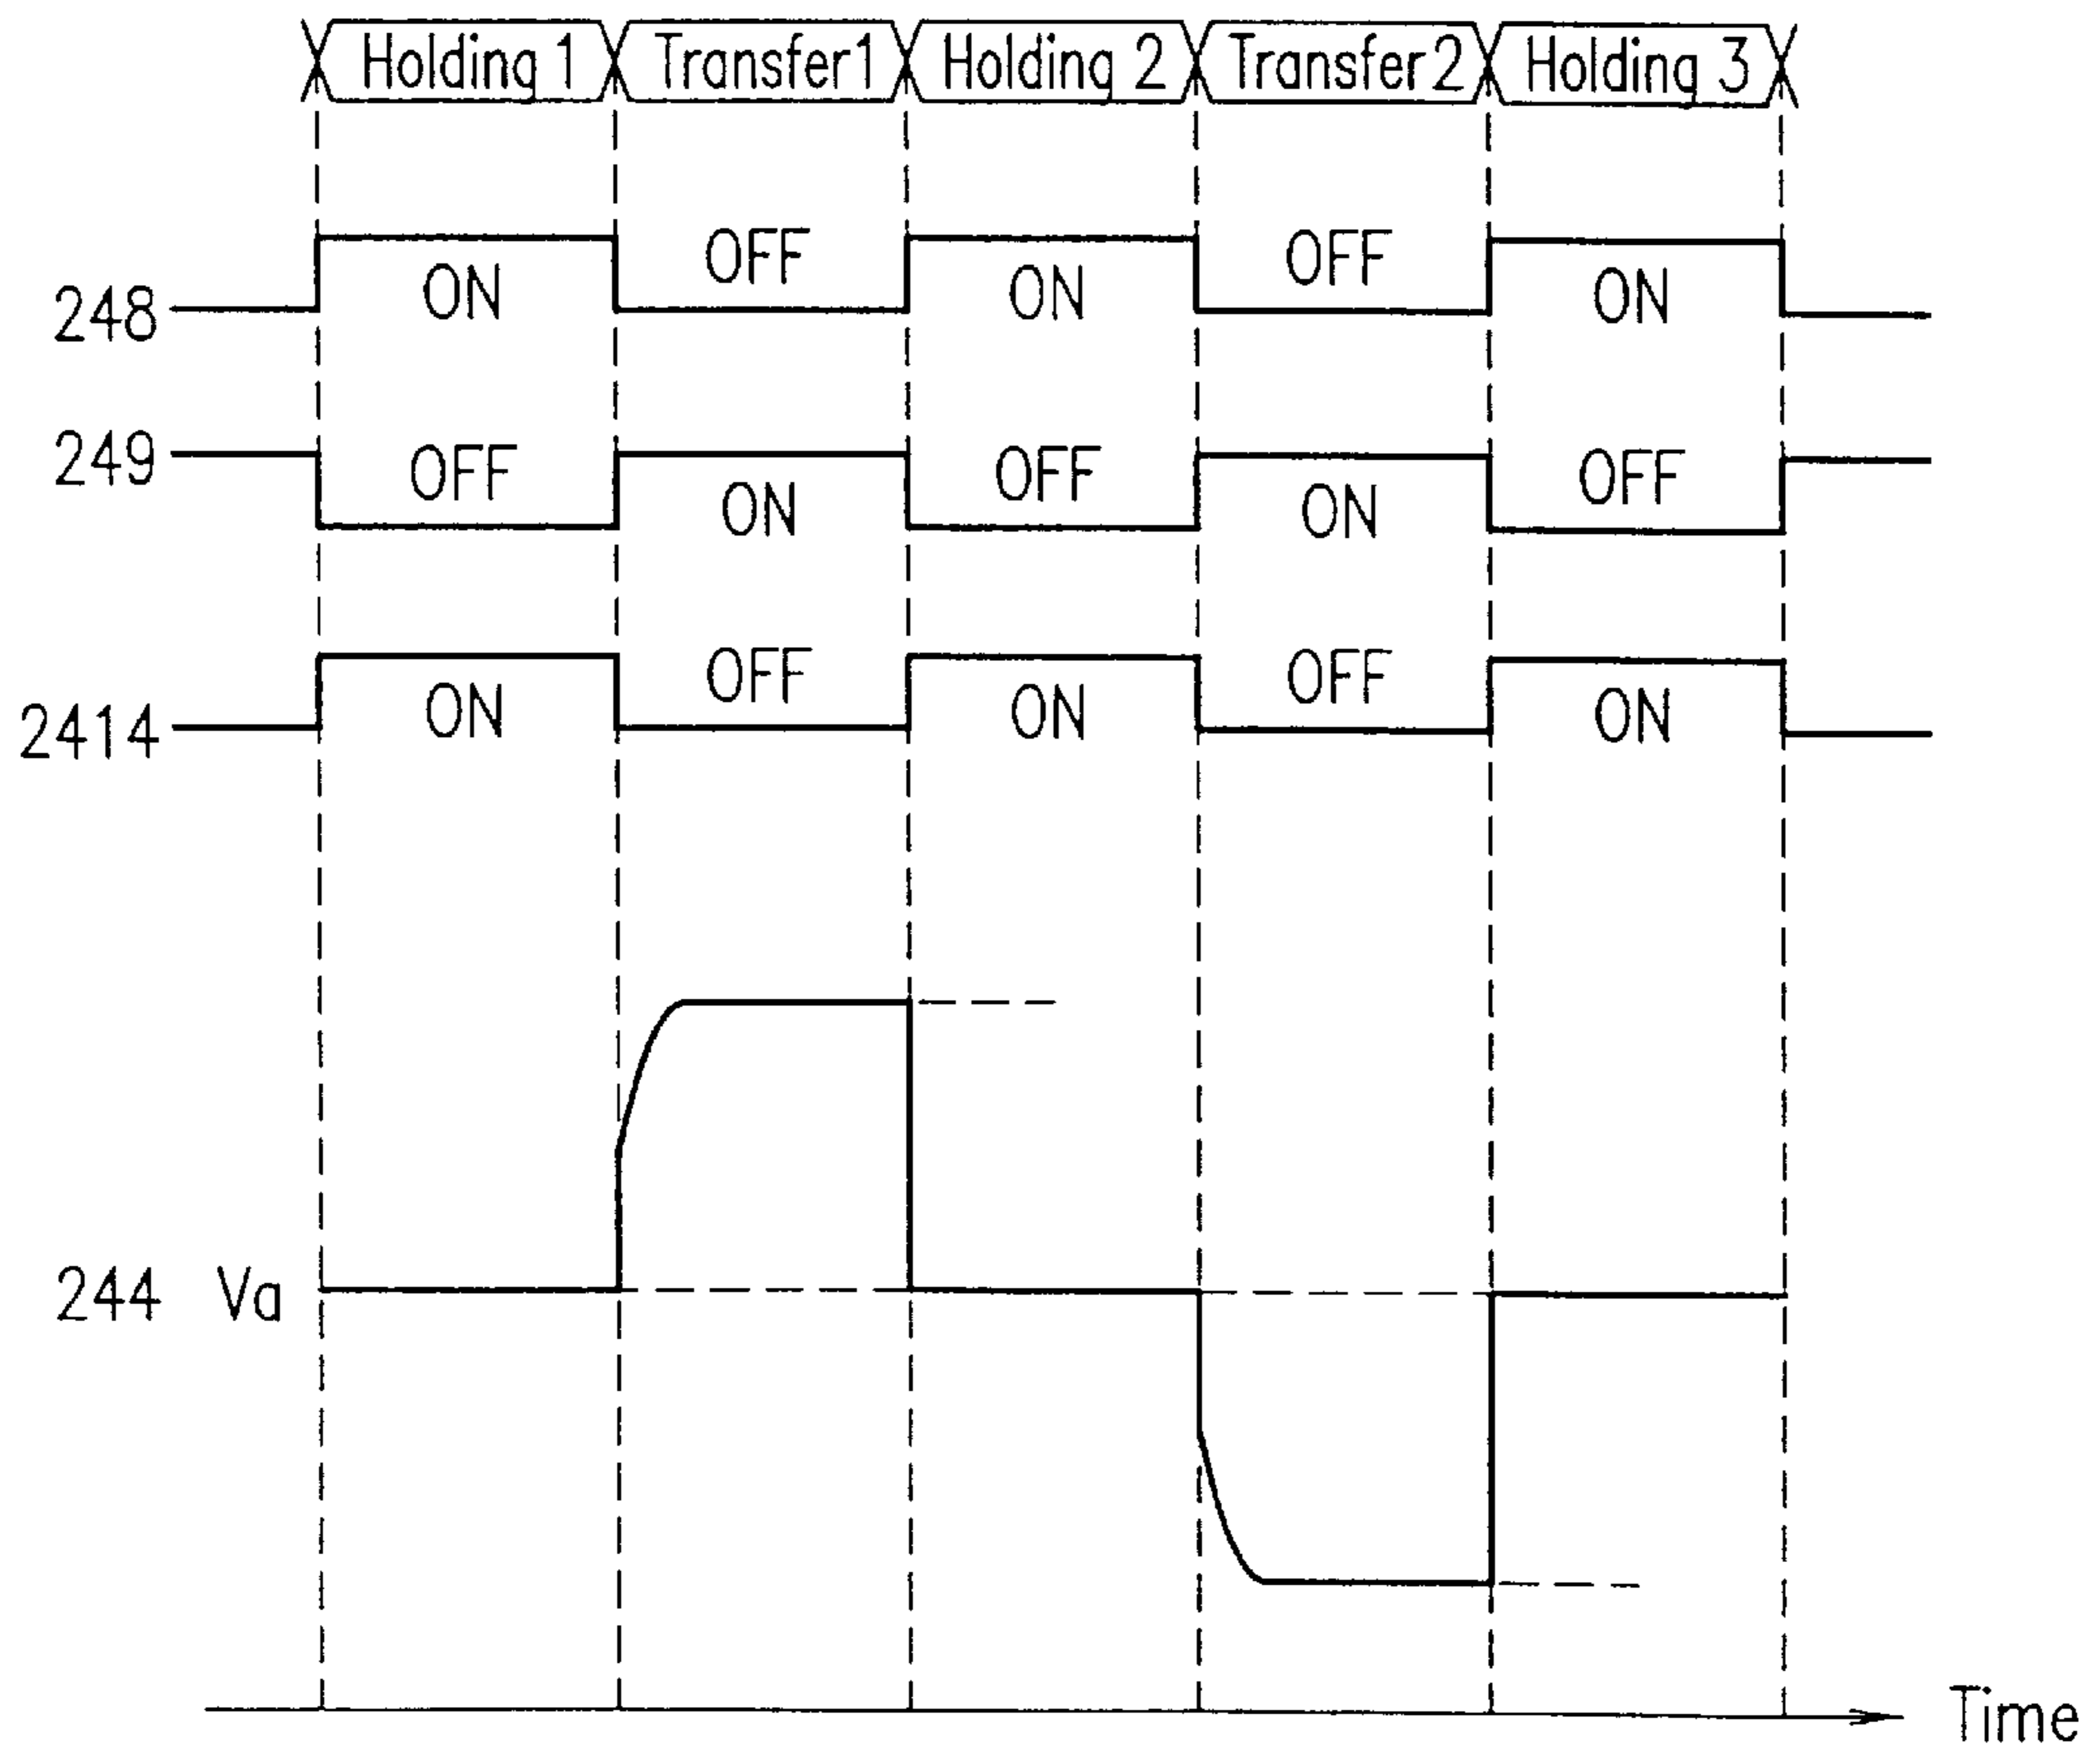 Holding 1 Transfer1 Holding 2 Transfer2 Holding 3
248 ON OFF ON OFF ON
249 OFF ON OFF ON OFF
2414 ON OFF ON OFF ON
244 Va
Time